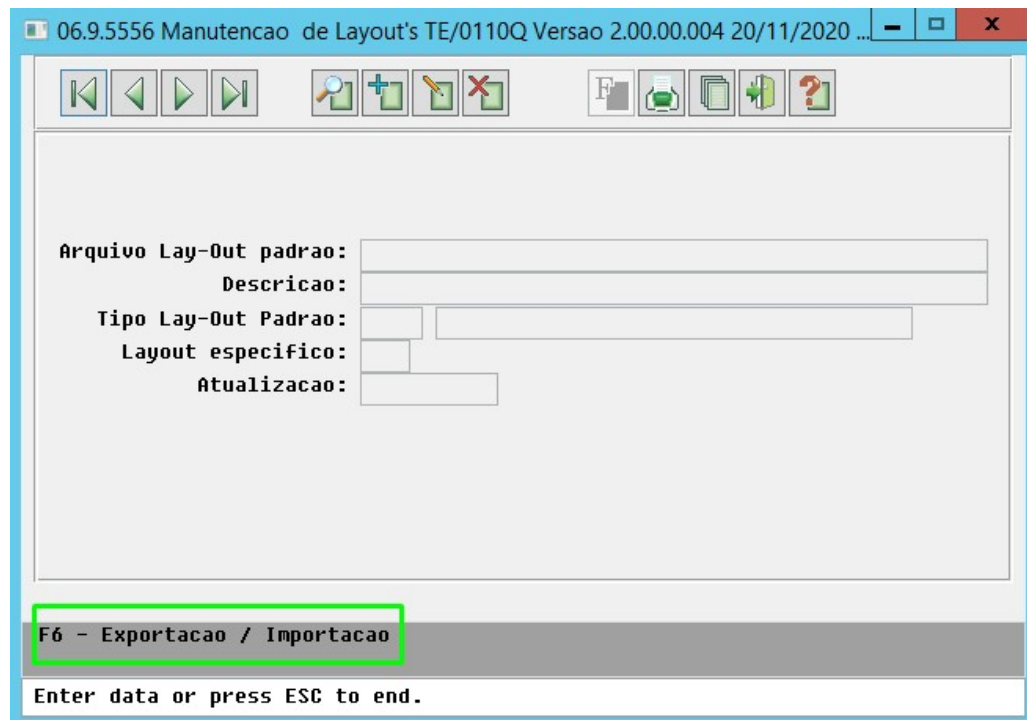 06.9.5556 Manutencao de Layout's TE/0110Q Versao 2.00.00.004 20/11/2020 ...
F
Arquivo Lay-Out padrao:
Descricao:
Tipo Lay-Out Padrao:
Layout especifico:
Atualizacao:
F6 - Exportacao / Importacao
Enter data or press ESC to end.